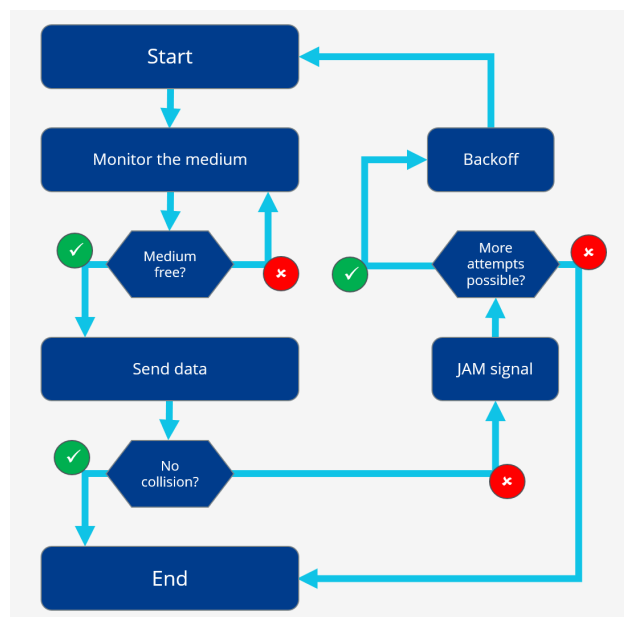 Start
Monitor the medium
Backoff
Medium
free?
More
attempts
possible?
Send data
JAM signal
No
collision?
End